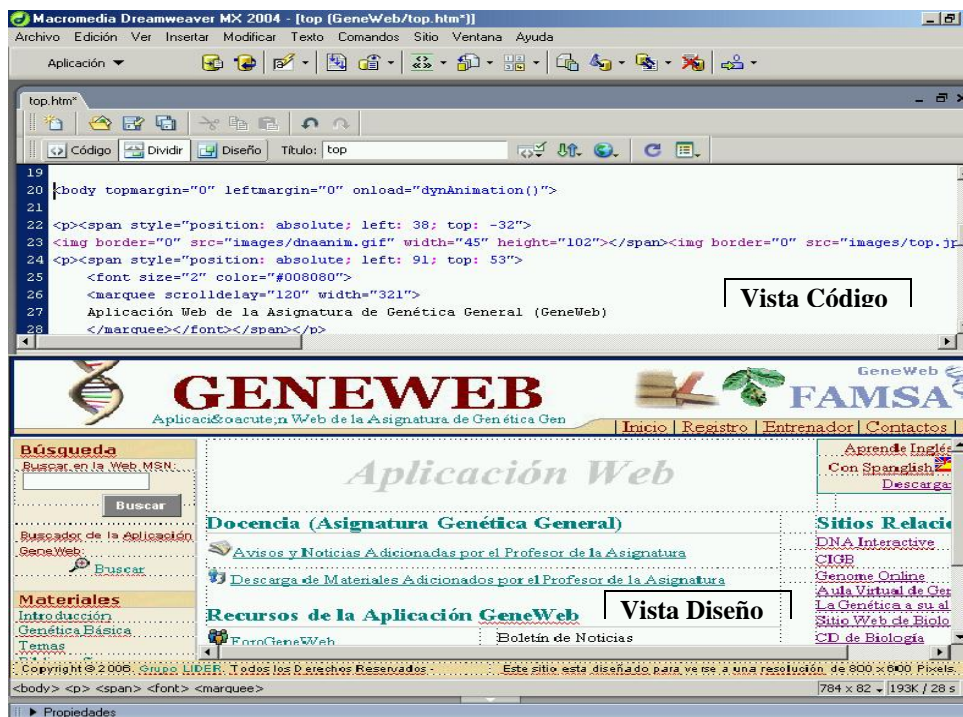 Macromedia Dreamweaver MX 2004 - [top (GeneWeb/top.htm*)]
Archivo Edición Ver Insertar Modificar Texto Comandos Sitio Ventana Ayuda
Aplicación
top.htm*
Código Dividir Diseño Título: top
19
20 <body topmargin="0" leftmargin="0" onload="dynAnimation()">
21
22 <p><span style="position: absolute; left: 38; top: -32">
23 <img border="0" src="images/dnaanim.gif" width="45" height="102"></span><img border="0" src="images/top.jp
24 <p><span style="position: absolute; left: 91; top: 53">
25 <font size="2" color="#008080">
26 <marquee scrolldelay="120" width="321">
27 Aplicación Web de la Asignatura de Genética General (GeneWeb)
28 </marquee></font></span></p>
Vista Código
GENEWEB
Aplicaci&oacute;n Web de la Asignatura de Genética Gen
GeneWeb
FAMSA
| Inicio | Registro | Entrenador | Contactos |
Búsqueda
Buscar en la Web MSN:
Buscar
Buscador de la Aplicación
GeneWeb:
Buscar
Materiales
Introducción
Genética Básica
Temas
Aplicación Web
Docencia (Asignatura Genética General)
Avisos y Noticias Adicionadas por el Profesor de la Asignatura
Descarga de Materiales Adicionados por el Profesor de la Asignatura
Recursos de la Aplicación GeneWeb
ForoGeneWeb
Boletín de Noticias
Vista Diseño
Aprende Inglés
Con Spanglish
Descargar
Sitios Relacio
DNA Interactive
CIGB
Genome Online
Aula Virtual de Gen
La Genética a su al
Sitio Web de Biolo
CD de Biología
Copyright © 2006. Grupo LIDER. Todos los Derechos Reservados -
Este sitio esta diseñado para verse a una resolución de 800 x 600 Pixels.
<body> <p> <span> <font> <marquee>
784 x 82 193K / 28 s
Propiedades